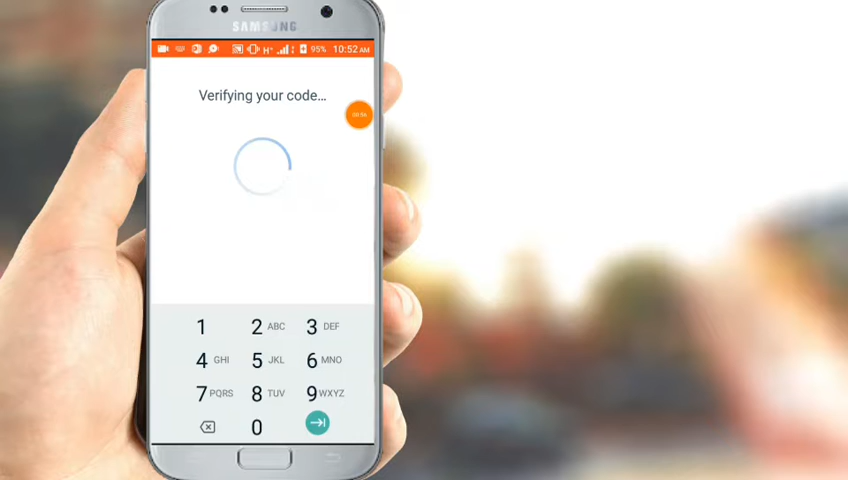 SAMSUNG
H+ 95% 10:52 AM
Verifying your code...
1 2 ABC 3 DEF
4 GHI 5 JKL 6 MNO
7 PQRS 8 TUV 9 WXYZ
0